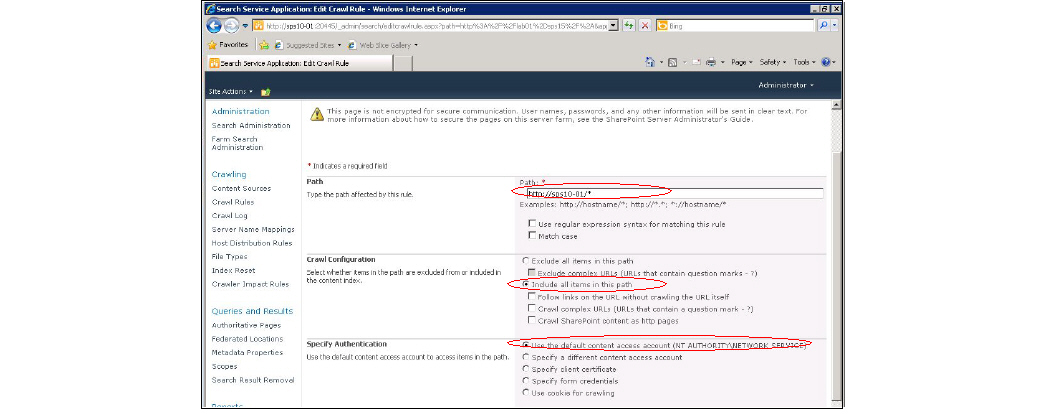 Search Service Application: Edit Crawl Rule - Windows Internet Explorer
http://sps10-01:20445/_admin/search/editcrawlrule.aspx?path=http%3A%2F%2Flab01%20csps15%2F%2A&ap
Bing
Favorites Suggested Sites Web Slice Gallery
Search Service Application: Edit Crawl Rule
Page Safety Tools
Administrator
Site Actions
Administration
Search Administration
Farm Search
Administration
Crawling
Content Sources
Crawl Rules
Crawl Log
Server Name Mappings
Host Distribution Rules
File Types
Index Reset
Crawler Impact Rules
Queries and Results
Authoritative Pages
Federated Locations
Metadata Properties
Scopes
Search Result Removal
Reports
This page is not encrypted for secure communication. User names, passwords, and any other information will be sent in clear text. For
more information about how to secure the pages on this server farm, see the SharePoint Server Administrator's Guide.
* Indicates a required field
Path
Type the path affected by this rule.
Path: *
http://sps10-01/*
Examples: http://hostname/*; http://*.*; *://hostname/*
Use regular expression syntax for matching this rule
Match case
Crawl Configuration
Select whether items in the path are excluded from or included in
the content index.
Exclude all items in this path
Exclude complex URLs (URLs that contain question marks - ?)
Include all items in this path
Follow links on the URL without crawling the URL itself
Crawl complex URLs (URLs that contain a question mark - ?)
Crawl SharePoint content as http pages
Specify Authentication
Use the default content access account to access items in the path.
Use the default content access account (NT AUTHORITY\NETWORK SERVICE)
Specify a different content access account
Specify client certificate
Specify form credentials
Use cookie for crawling